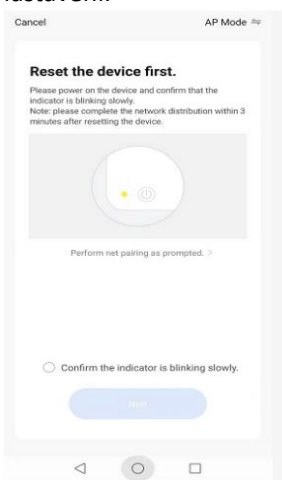 Cancel AP Mode
Reset the device first.
Please power on the device and confirm that the
indicator is blinking slowly.
Note: please complete the network distribution within 3
minutes after resetting the device.
Perform net pairing as prompted. >
Confirm the indicator is blinking slowly.
Next